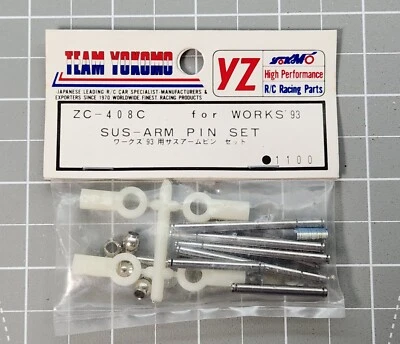 TEAM YOKOMO
JAPANESE LEADING R/C CAR SPECIALIST-MANUFACTURERS &
EXPORTERS SINCE 1970 WORLDWIDE FINEST RACING PRODUCTS
YZ
YOKOMO
High Performance
R/C Racing Parts
ZC-408C for WORKS '93
SUS-ARM PIN SET
ワークス '93 用サスアームピン セット
●1100